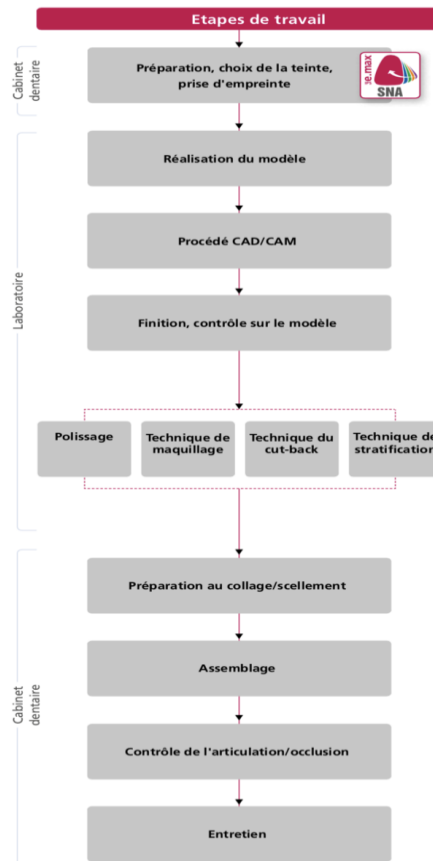 Etapes de travail
Cabinet
dentaire
Préparation, choix de la teinte,
prise d'empreinte
e.max
SNA
Laboratoire
Réalisation du modèle
Procédé CAD/CAM
Finition, contrôle sur le modèle
Polissage
Technique de
maquillage
Technique du
cut-back
Technique de
stratification
Cabinet
dentaire
Préparation au collage/scellement
Assemblage
Contrôle de l'articulation/occlusion
Entretien